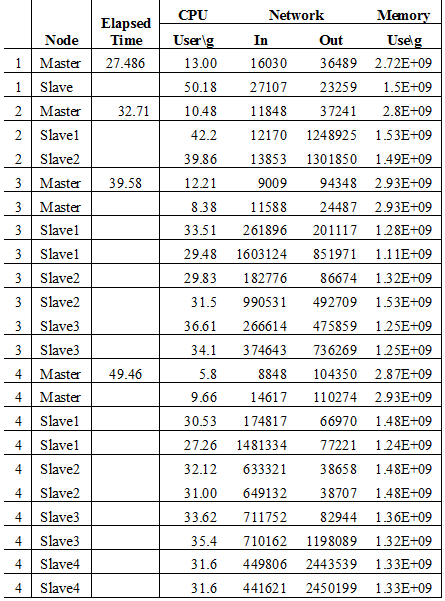 CPU Network Memory
Node Elapsed Time User\g In Out Use\g
1 Master 27.486 13.00 16030 36489 2.72E+09
1 Slave 50.18 27107 23259 1.5E+09
2 Master 32.71 10.48 11848 37241 2.8E+09
2 Slave1 42.2 12170 1248925 1.53E+09
2 Slave2 39.86 13853 1301850 1.49E+09
3 Master 39.58 12.21 9009 94348 2.93E+09
3 Master 8.38 11588 24487 2.93E+09
3 Slave1 33.51 261896 201117 1.28E+09
3 Slave1 29.48 1603124 851971 1.11E+09
3 Slave2 29.83 182776 86674 1.32E+09
3 Slave2 31.5 990531 492709 1.53E+09
3 Slave3 36.61 266614 475859 1.25E+09
3 Slave3 34.1 374643 736269 1.25E+09
4 Master 49.46 5.8 8848 104350 2.87E+09
4 Master 9.66 14617 110274 2.93E+09
4 Slave1 30.53 174817 66970 1.48E+09
4 Slave1 27.26 1481334 77221 1.24E+09
4 Slave2 32.12 633321 38658 1.48E+09
4 Slave2 31.00 649132 38707 1.48E+09
4 Slave3 33.62 711752 82944 1.36E+09
4 Slave3 35.4 710162 1198089 1.32E+09
4 Slave4 31.6 449806 2443539 1.33E+09
4 Slave4 31.6 441621 2450199 1.33E+09